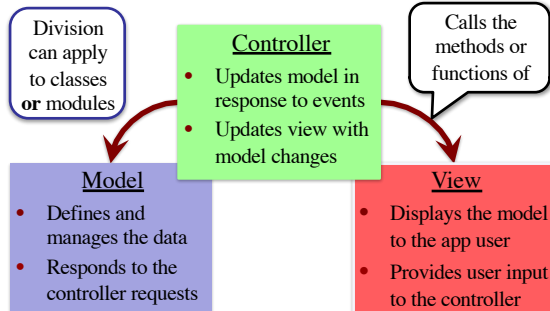 Division
can apply
to classes
or modules
Controller
• Updates model in
response to events
• Updates view with
model changes
Calls the
methods or
functions of
Model
• Defines and
manages the data
• Responds to the
controller requests
View
• Displays the model
to the app user
• Provides user input
to the controller